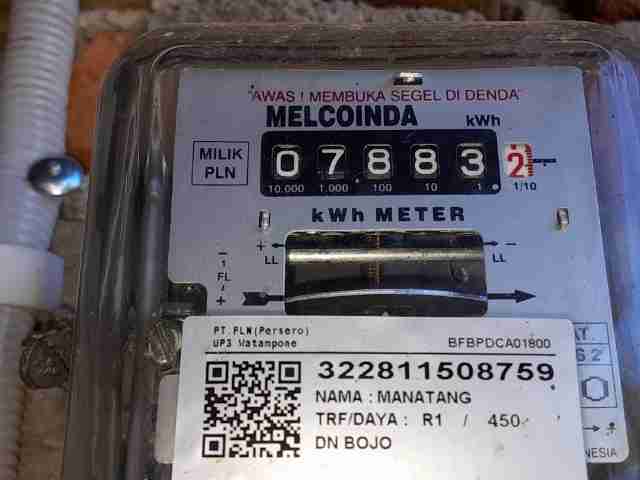 "AWAS ! MEMBUKA SEGEL DI DENDA"
MELCOINDA kWh
MILIK
PLN
0 7 8 8 3 2
10.000 1.000 100 10 1 1/10
kWh METER
+ -
LL LL
-
1
FL
+
PT.PLN(Persero)
UP3 Watampone BFBPDCA01800
322811508759
NAMA : MANATANG
TRF/DAYA : R1 / 450
DN BOJO